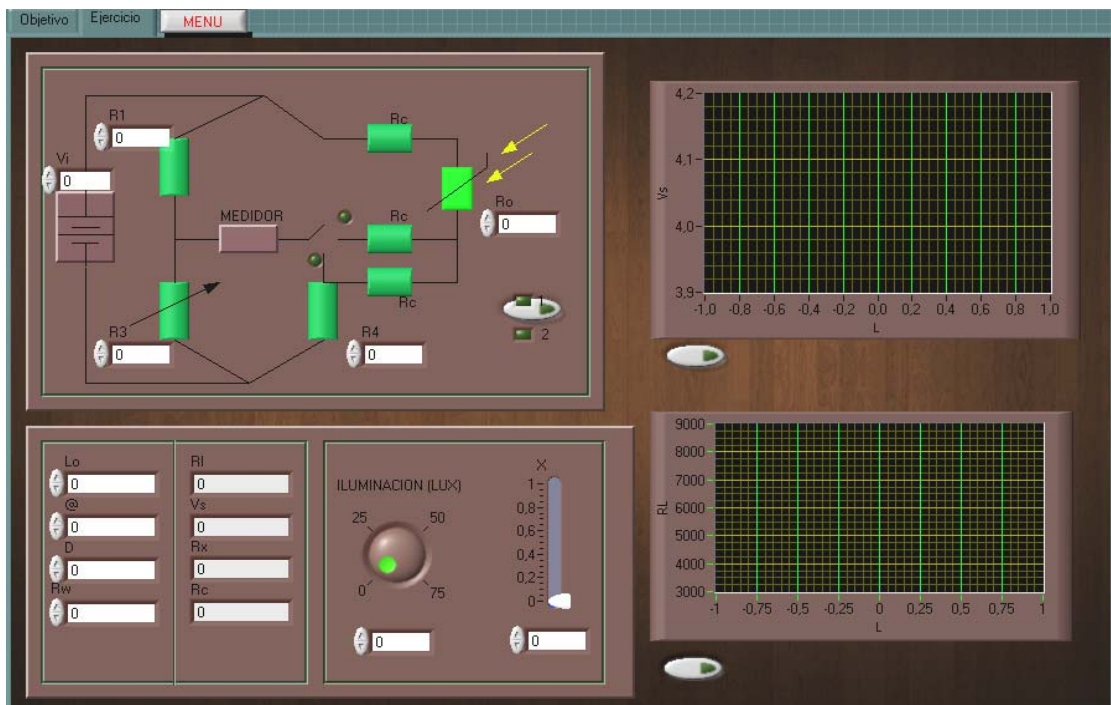 Objetivo Ejercicio MENU
R1
0
Vi
0
Rc
MEDIDOR
Rc
Ro
0
Rc
R3
0
R4
0
1
2
4,2
4,1
4,0
3,9
Vs
-1,0 -0,8 -0,6 -0,4 -0,2 0,0 0,2 0,4 0,6 0,8 1,0
L
Lo
0
@
0
D
0
Rw
0
Rl
0
Vs
0
Rx
0
Rc
0
ILUMINACION (LUX)
25 50
0 75
0
X
1
0,8
0,6
0,4
0,2
0
0
9000
8000
7000
6000
5000
4000
3000
RL
-1 -0,75 -0,5 -0,25 0 0,25 0,5 0,75 1
L